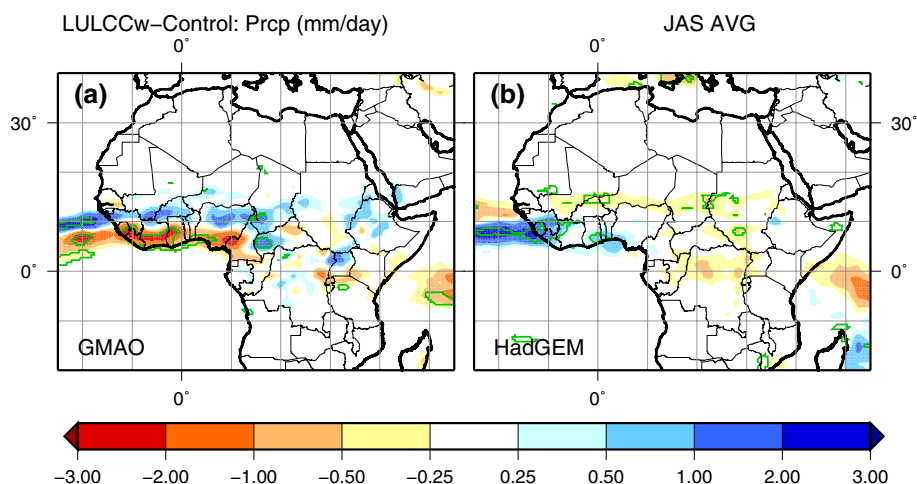 LULCCw−Control: Prcp (mm/day) JAS AVG
0° 0°
(a) (b)
30° 30°
0° 0°
GMAO HadGEM
0° 0°
−3.00 −2.00 −1.00 −0.50 −0.25 0.25 0.50 1.00 2.00 3.00